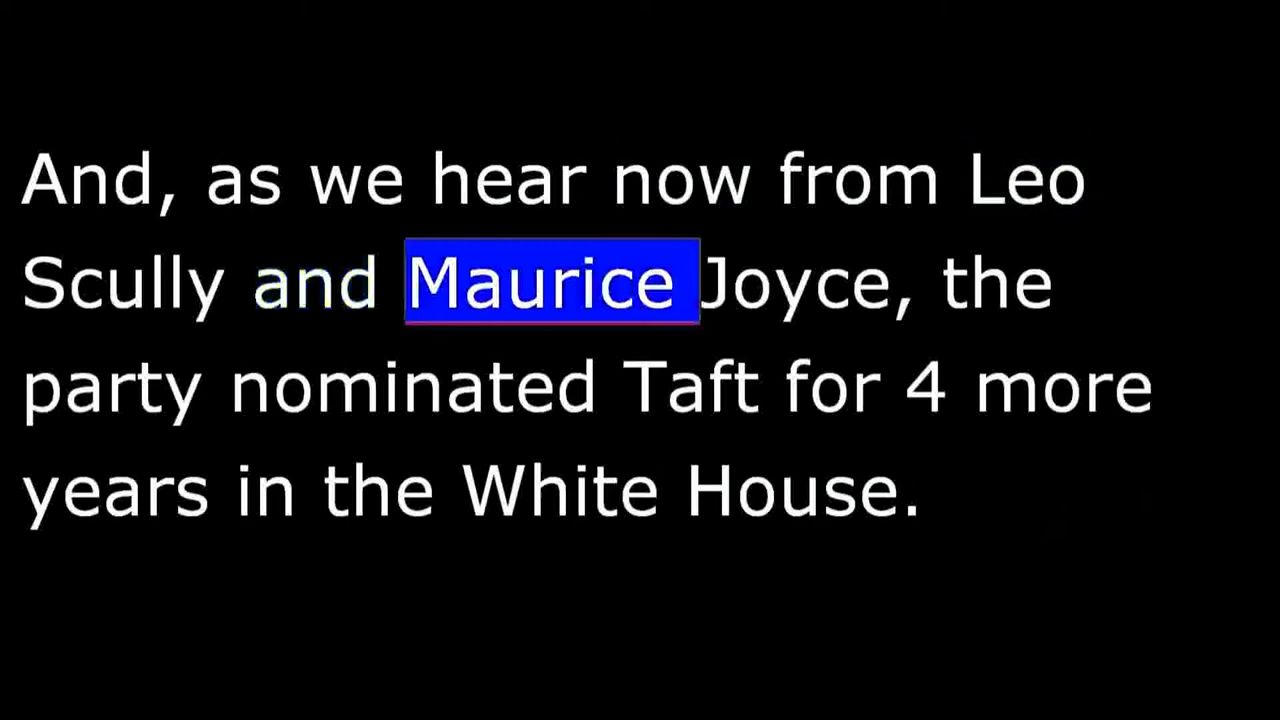 And, as we hear now from Leo
Scully and Maurice Joyce, the
party nominated Taft for 4 more
years in the White House.